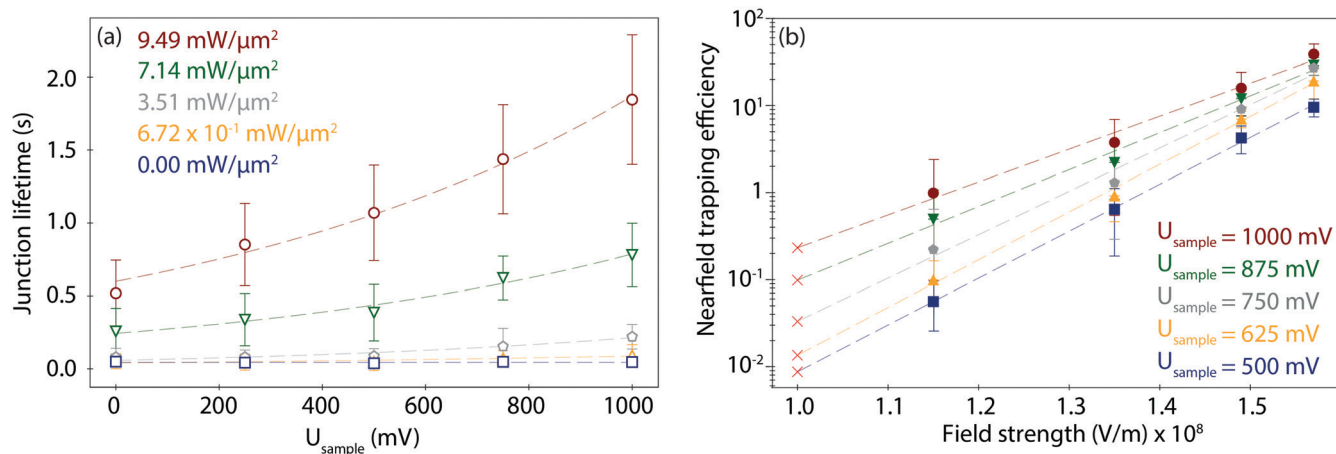 (a)
9.49 mW/μm²
7.14 mW/μm²
3.51 mW/μm²
6.72 x 10⁻¹ mW/μm²
0.00 mW/μm²
Junction lifetime (s)
2.0
1.5
1.0
0.5
0.0
0
200
400
600
800
1000
U_sample (mV)
(b)
Nearfield trapping efficiency
10²
10¹
1
10⁻¹
10⁻²
U_sample = 1000 mV
U_sample = 875 mV
U_sample = 750 mV
U_sample = 625 mV
U_sample = 500 mV
1.0
1.1
1.2
1.3
1.4
1.5
Field strength (V/m) x 10⁸